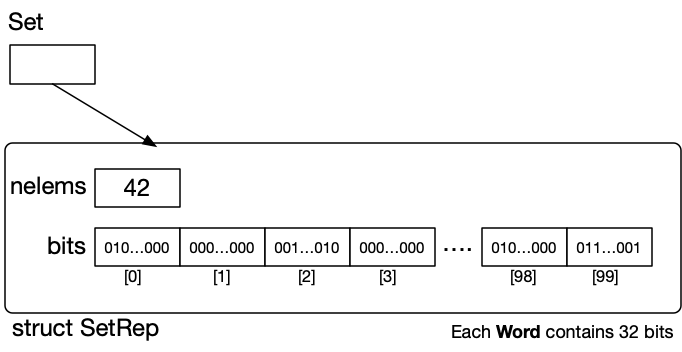 Set
nelems 42
bits 010...000 000...000 001...010 000...000 .... 010...000 011...001
[0] [1] [2] [3] [98] [99]
struct SetRep
Each Word contains 32 bits